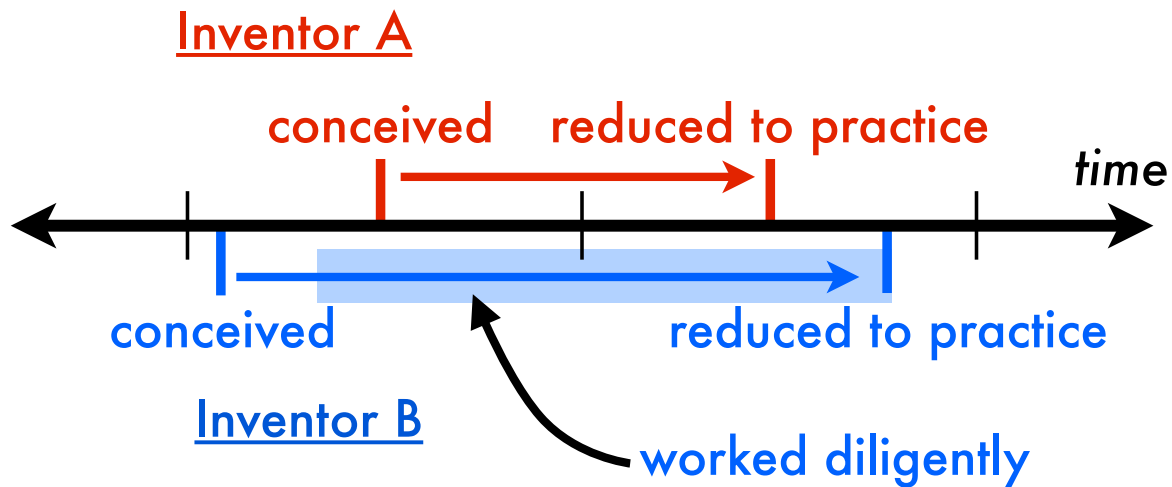 Inventor A
conceived
reduced to practice
time
conceived
reduced to practice
Inventor B
worked diligently